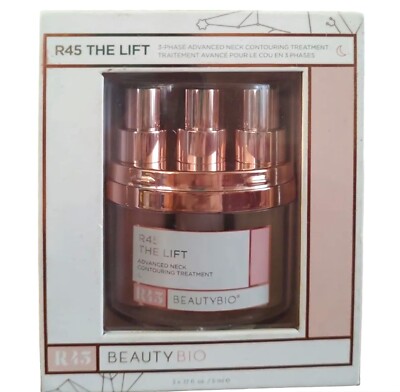 R45 THE LIFT
3-PHASE ADVANCED NECK CONTOURING TREATMENT
TRAITEMENT AVANCÉ POUR LE COU EN 3 PHASES
R45
THE LIFT
ADVANCED NECK
CONTOURING TREATMENT
R45 BEAUTYBIO®
R45 BEAUTYBIO